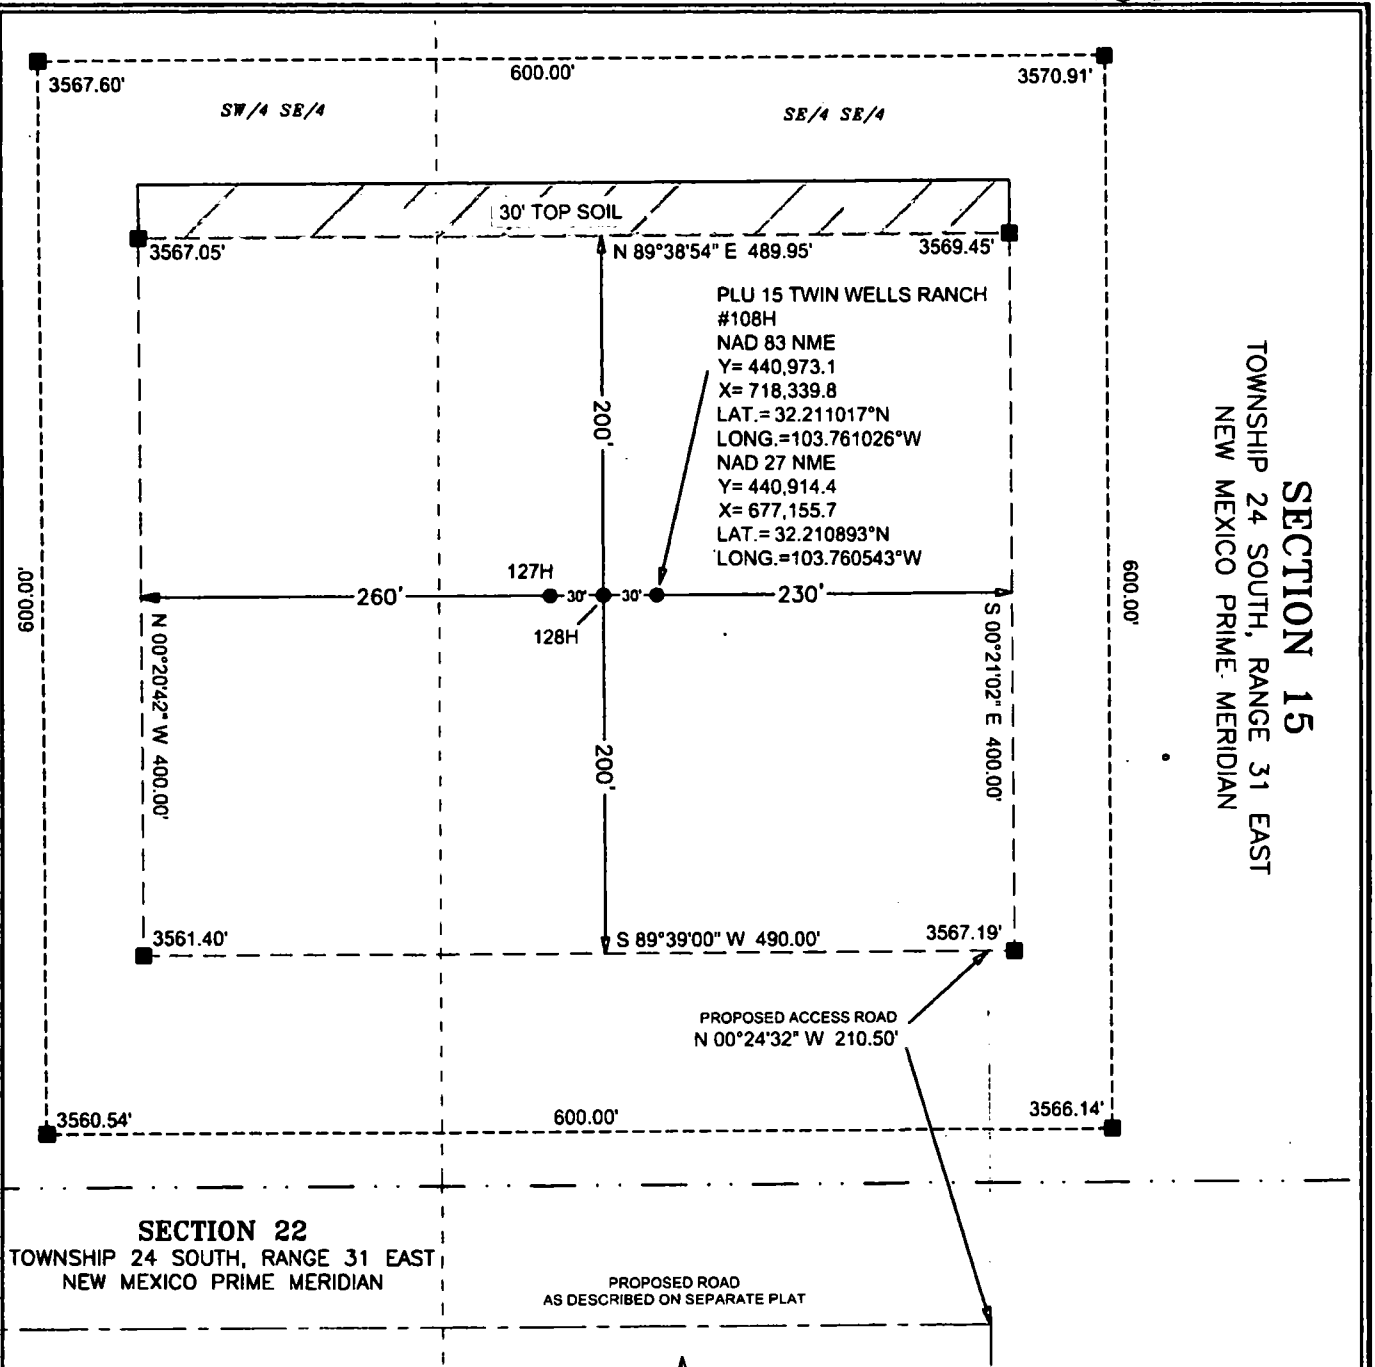 3567.60'
600.00'
3570.91'
SW/4 SE/4
SE/4 SE/4
30' TOP SOIL
3567.05'
N 89°38'54" E 489.95'
3569.45'
PLU 15 TWIN WELLS RANCH
#108H
NAD 83 NME
Y= 440,973.1
X= 718,339.8
LAT.= 32.211017°N
LONG.=103.761026°W
NAD 27 NME
Y= 440,914.4
X= 677,155.7
LAT.= 32.210893°N
LONG.=103.760543°W
200'
127H
260'
30'
30'
230'
128H
600.00'
N 00°20'42" W 400.00'
S 00°21'02" E 400.00'
600.00'
SECTION 15
TOWNSHIP 24 SOUTH, RANGE 31 EAST
NEW MEXICO PRIME MERIDIAN
200'
3561.40'
S 89°39'00" W 490.00'
3567.19'
PROPOSED ACCESS ROAD
N 00°24'32" W 210.50'
3560.54'
600.00'
3566.14'
SECTION 22
TOWNSHIP 24 SOUTH, RANGE 31 EAST
NEW MEXICO PRIME MERIDIAN
PROPOSED ROAD
AS DESCRIBED ON SEPARATE PLAT